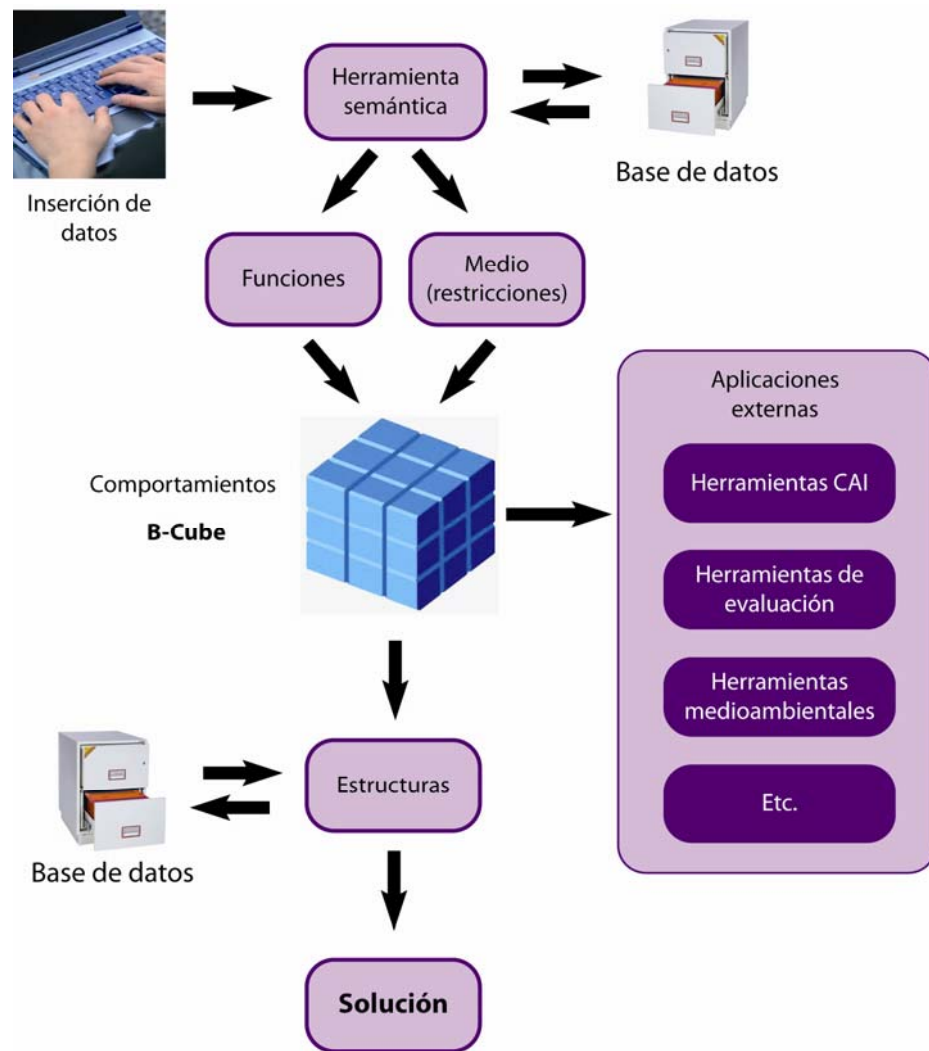 Herramienta
semántica
Base de datos
Inserción de
datos
Funciones
Medio
(restricciones)
Comportamientos
B-Cube
Aplicaciones
externas
Herramientas CAI
Herramientas de
evaluación
Herramientas
medioambientales
Etc.
Estructuras
Base de datos
Solución